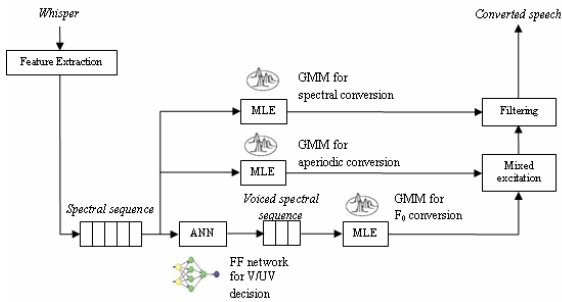 Whisper
Converted speech
Feature Extraction
GMM for
spectral conversion
MLE
Filtering
GMM for
aperiodic conversion
MLE
Mixed
excitation
Spectral sequence
Voiced spectral
sequence
GMM for
F₀ conversion
ANN
MLE
FF network
for V/UV
decision